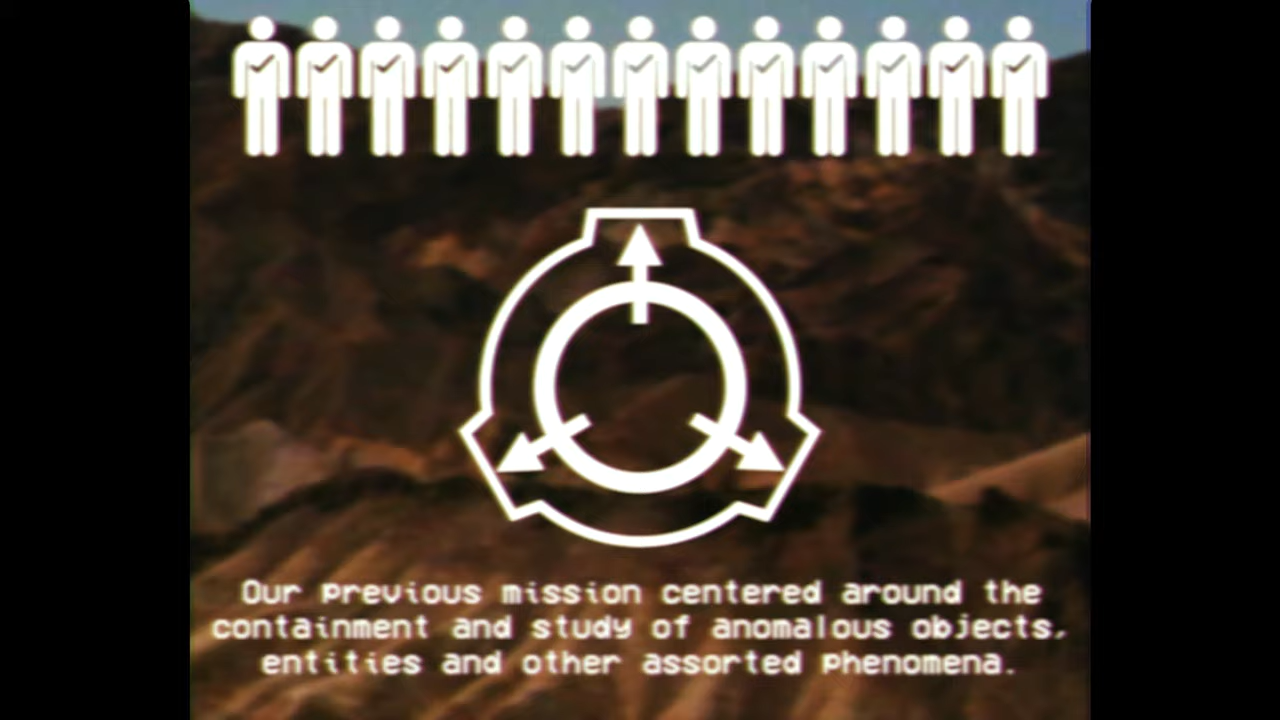 Our previous mission centered around the
containment and study of anomalous objects,
entities and other assorted phenomena.